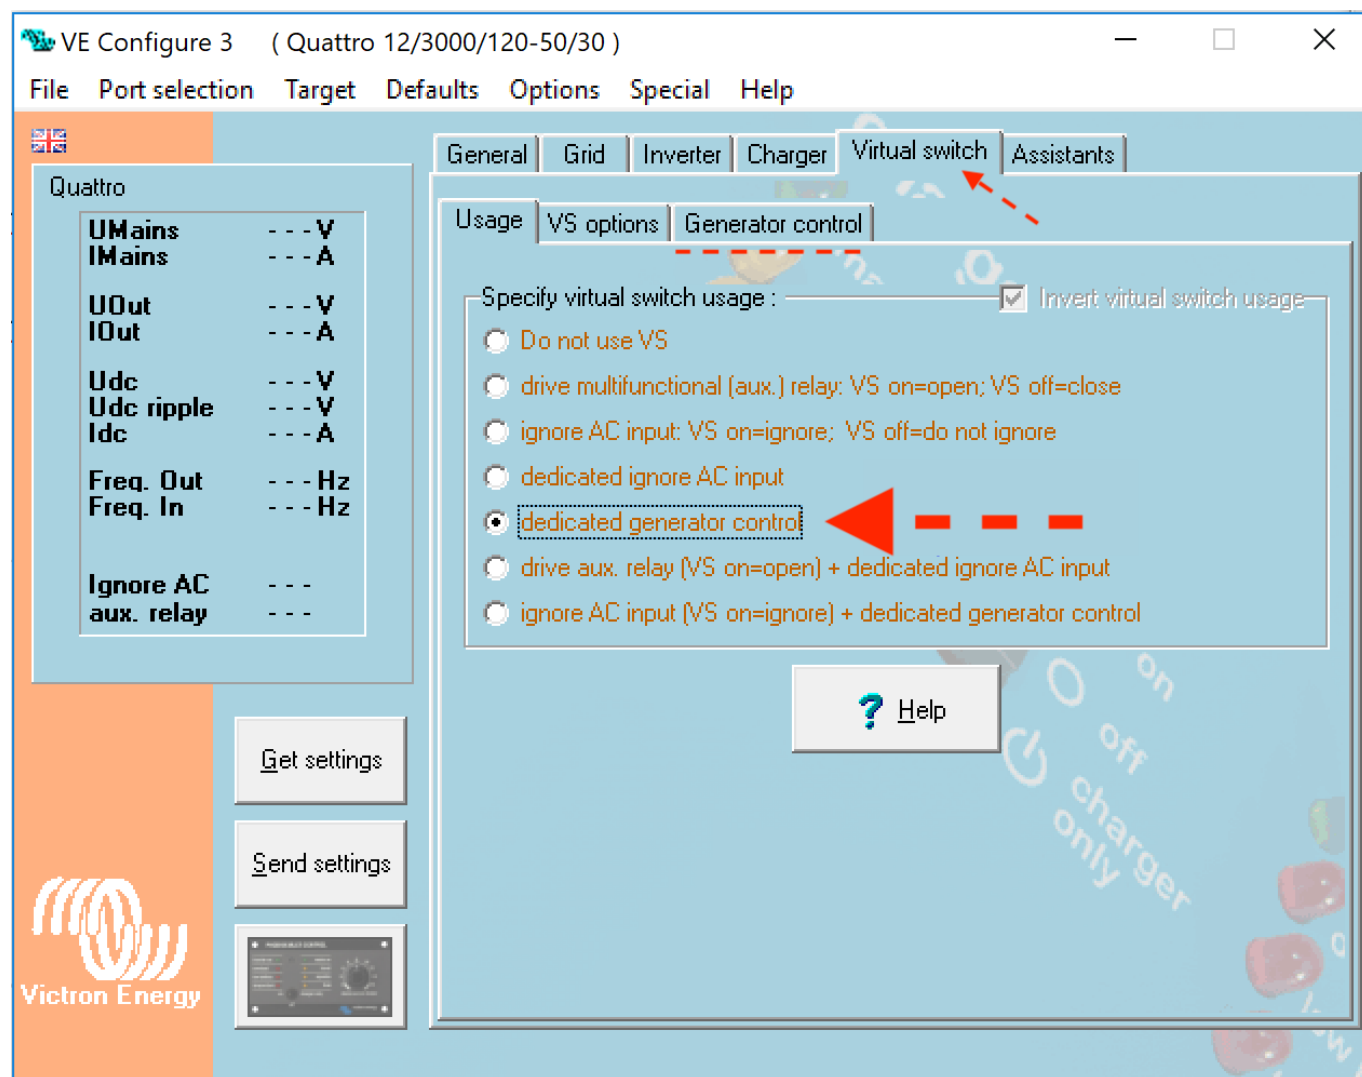 VE Configure 3 ( Quattro 12/3000/120-50/30 )
File Port selection Target Defaults Options Special Help
General Grid Inverter Charger Virtual switch Assistants
Quattro
Usage VS options Generator control
UMains - - - V
IMains - - - A
UOut - - - V
IOut - - - A
Udc - - - V
Udc ripple - - - V
Idc - - - A
Freq. Out - - - Hz
Freq. In - - - Hz
Ignore AC - - -
aux. relay - - -
Specify virtual switch usage : Invert virtual switch usage
Do not use VS
drive multifunctional (aux.) relay: VS on=open; VS off=close
ignore AC input: VS on=ignore; VS off=do not ignore
dedicated ignore AC input
dedicated generator control
drive aux. relay (VS on=open) + dedicated ignore AC input
ignore AC input (VS on=ignore) + dedicated generator control
? Help
on
off
charger
only
Get settings
Send settings
Victron Energy